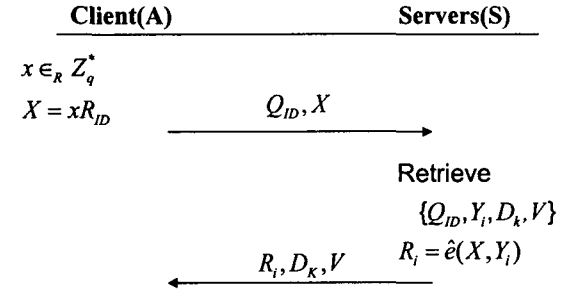 Client(A) Servers(S)
x ∈_R Z_q^*
X = xR_ID
Q_ID, X
Retrieve
{Q_ID, Y_i, D_k, V}
R_i = ê(X, Y_i)
R_i, D_K, V